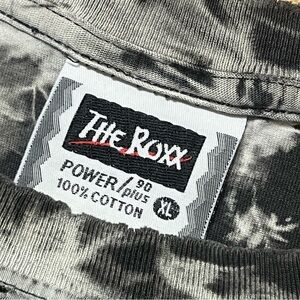 THE ROXX
POWER/90 plus
100% COTTON
XL